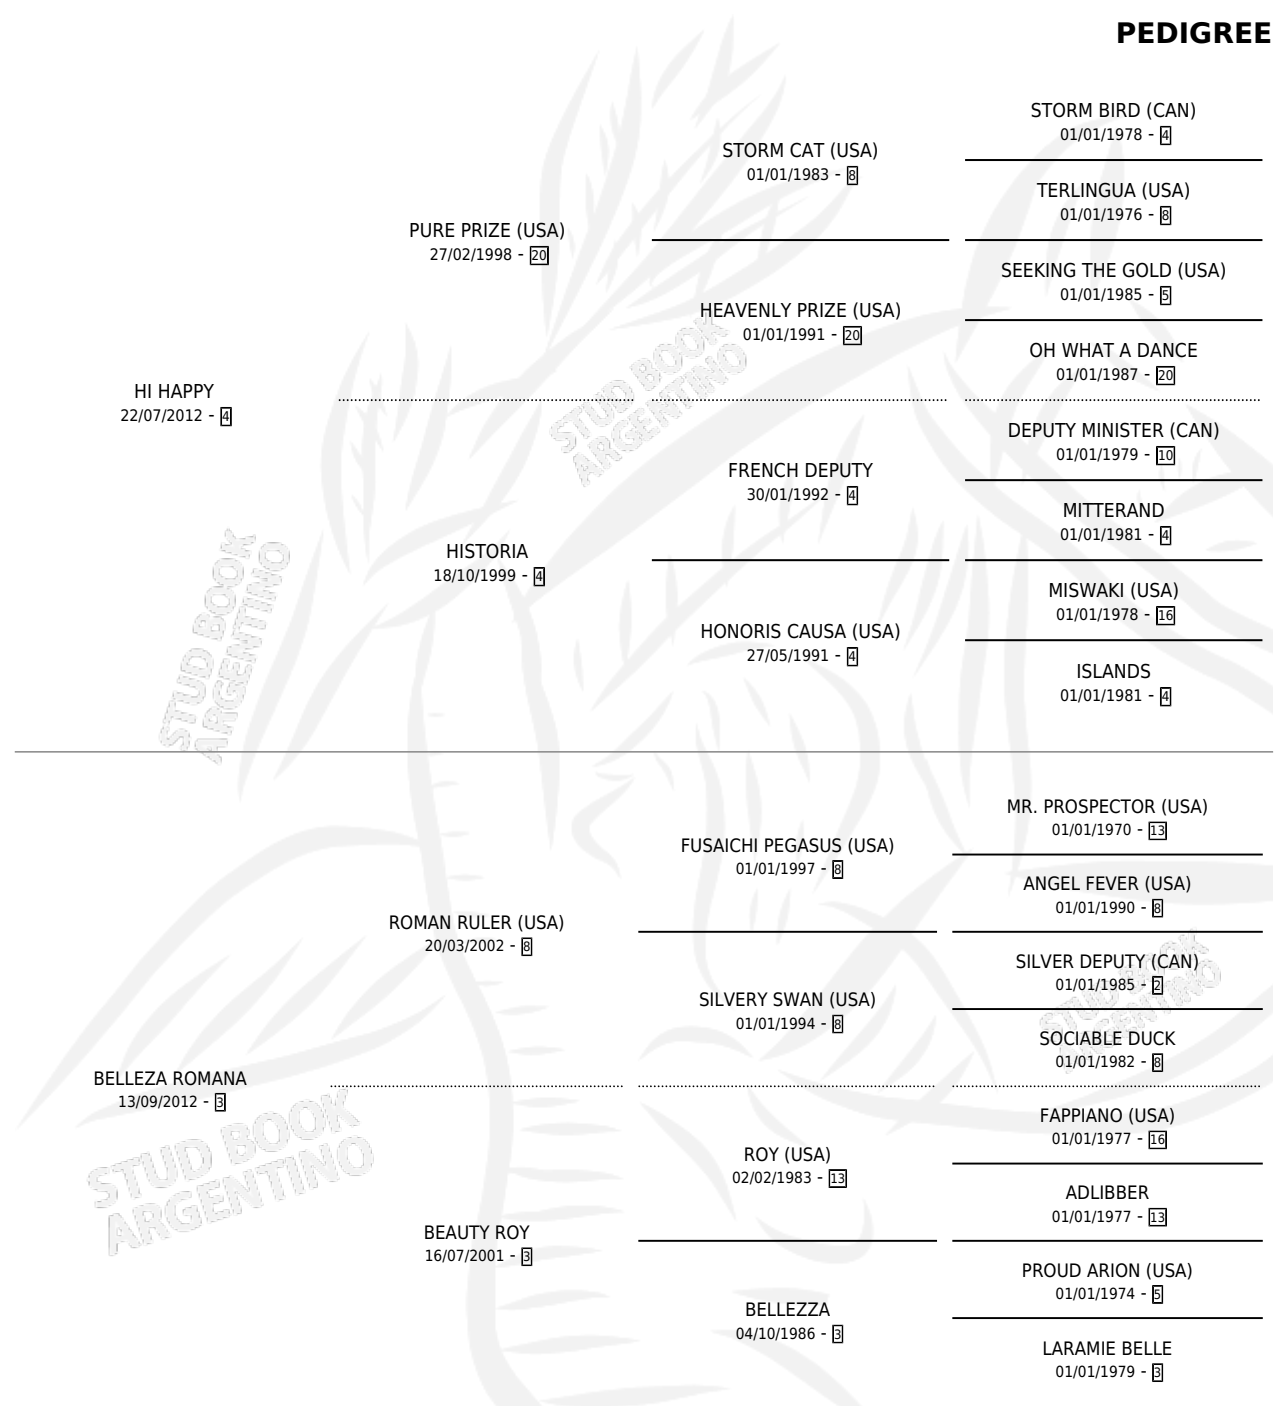 PEDIGREE
STORM BIRD (CAN)
01/01/1978 - 4
STORM CAT (USA)
01/01/1983 - 8
TERLINGUA (USA)
01/01/1976 - 8
PURE PRIZE (USA)
27/02/1998 - 20
SEEKING THE GOLD (USA)
01/01/1985 - 5
HEAVENLY PRIZE (USA)
01/01/1991 - 20
OH WHAT A DANCE
01/01/1987 - 20
HI HAPPY
22/07/2012 - 4
DEPUTY MINISTER (CAN)
01/01/1979 - 10
FRENCH DEPUTY
30/01/1992 - 4
MITTERAND
01/01/1981 - 4
HISTORIA
18/10/1999 - 4
MISWAKI (USA)
01/01/1978 - 16
HONORIS CAUSA (USA)
27/05/1991 - 4
ISLANDS
01/01/1981 - 4
MR. PROSPECTOR (USA)
01/01/1970 - 13
FUSAICHI PEGASUS (USA)
01/01/1997 - 8
ANGEL FEVER (USA)
01/01/1990 - 8
ROMAN RULER (USA)
20/03/2002 - 8
SILVER DEPUTY (CAN)
01/01/1985 - 2
SILVERY SWAN (USA)
01/01/1994 - 8
SOCIABLE DUCK
01/01/1982 - 8
BELLEZA ROMANA
13/09/2012 - 3
FAPPIANO (USA)
01/01/1977 - 16
ROY (USA)
02/02/1983 - 13
ADLIBBER
01/01/1977 - 13
BEAUTY ROY
16/07/2001 - 3
PROUD ARION (USA)
01/01/1974 - 5
BELLEZZA
04/10/1986 - 3
LARAMIE BELLE
01/01/1979 - 3
STUD BOOK
ARGENTINO
STUD BOOK
ARGENTINO
STUD BOOK
ARGENTINO
STUD BOOK
ARGENTINO